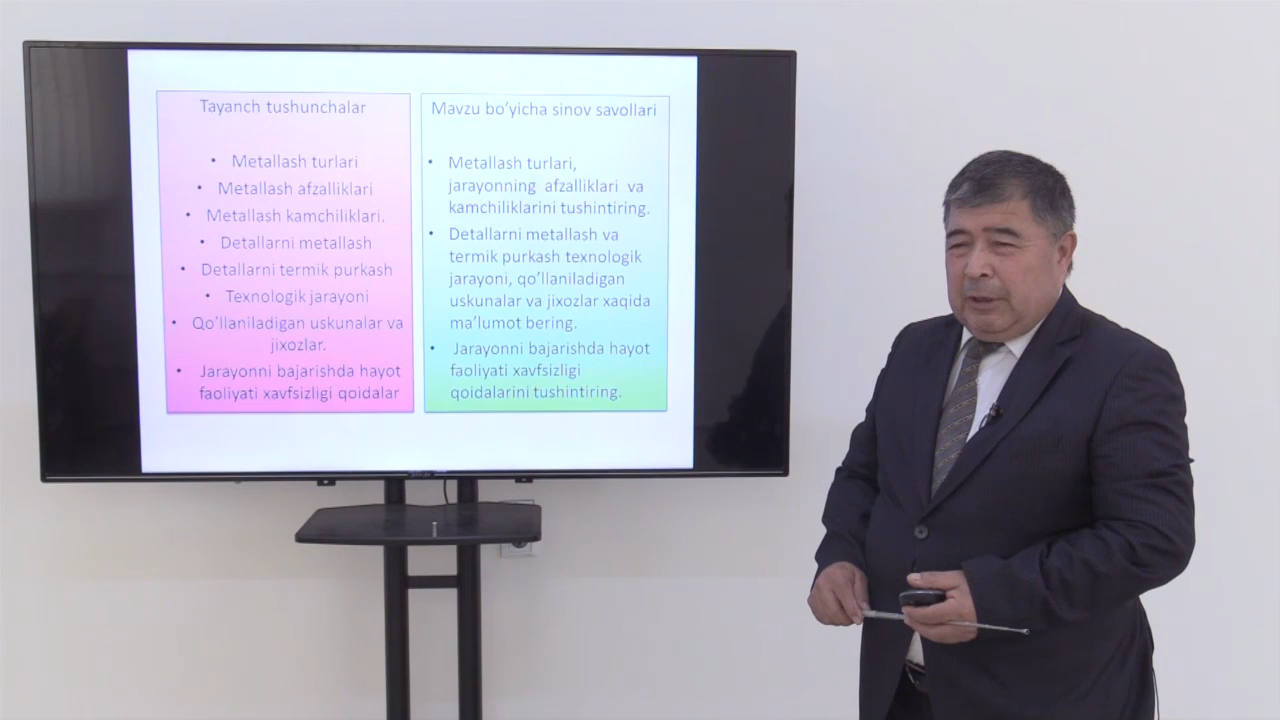 Tayanch tushunchalar
• Metallash turlari
• Metallash afzalliklari
• Metallash kamchiliklari.
• Detallarni metallash
• Detallarni termik purkash
• Texnologik jarayoni
• Qo’llaniladigan uskunalar va
jixozlar.
• Jarayonni bajarishda hayot
faoliyati xavfsizligi qoidalar
Mavzu bo’yicha sinov savollari
• Metallash turlari,
jarayonning afzalliklari va
kamchiliklarini tushintiring.
• Detallarni metallash va
termik purkash texnologik
jarayoni, qo’llaniladigan
uskunalar va jixozlar xaqida
ma’lumot bering.
• Jarayonni bajarishda hayot
faoliyati xavfsizligi
qoidalarini tushintiring.